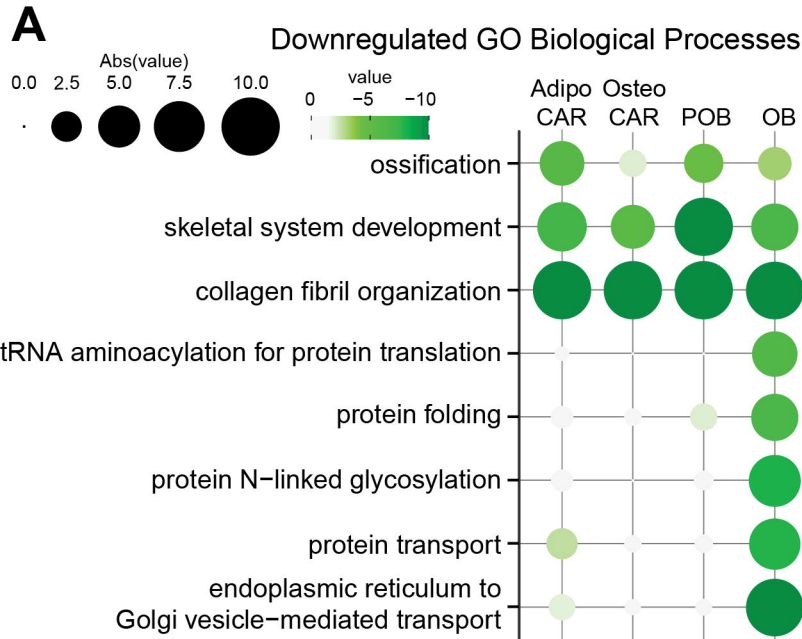 A
Downregulated GO Biological Processes
Abs(value)
0.0 2.5 5.0 7.5 10.0
value
0 −5 −10
Adipo CAR
Osteo CAR
POB
OB
ossification
skeletal system development
collagen fibril organization
tRNA aminoacylation for protein translation
protein folding
protein N-linked glycosylation
protein transport
endoplasmic reticulum to
Golgi vesicle−mediated transport